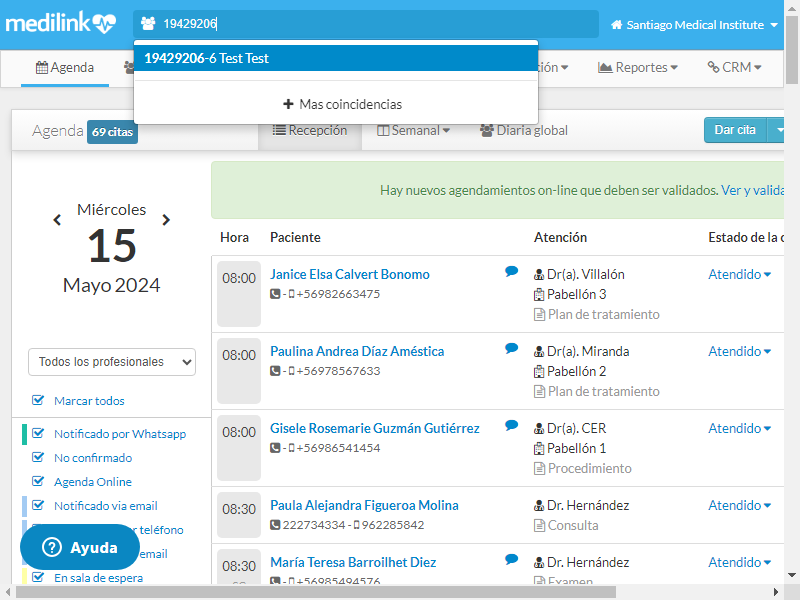 medilink
19429206
Santiago Medical Institute
19429206-6 Test Test
Mas coincidencias
Agenda
ión
Reportes
CRM
Agenda 69 citas
Recepción
Semanal
Diaria global
Dar cita
Miércoles
15
Mayo 2024
Todos los profesionales
Marcar todos
Notificado por Whatsapp
No confirmado
Agenda Online
Notificado via email
r teléfono
email
En sala de espera
Ayuda
Hay nuevos agendamientos on-line que deben ser validados. Ver y valida
Hora Paciente Atención Estado de la c
08:00 Janice Elsa Calvert Bonomo Dr(a). Villalón Atendido
- +56982663475 Pabellón 3
Plan de tratamiento
08:00 Paulina Andrea Díaz Améstica Dr(a). Miranda Atendido
- +56978567633 Pabellón 2
Plan de tratamiento
08:00 Gisele Rosemarie Guzmán Gutiérrez Dr(a). CER Atendido
- +56986541454 Pabellón 1
Procedimiento
08:30 Paula Alejandra Figueroa Molina Dr. Hernández Atendido
222734334 - 962285842 Consulta
08:30 María Teresa Barroilhet Diez Dr. Hernández Atendido
- +56985494576 Examen